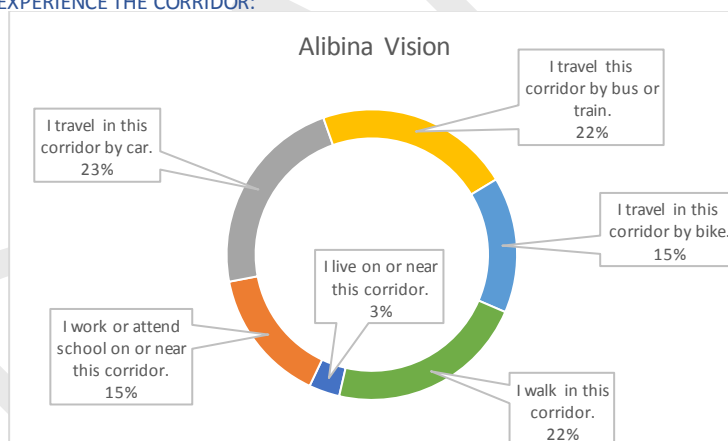 EXPERIENCE THE CORRIDOR:
Alibina Vision
I travel this
corridor by bus or
train.
22%
I travel in this
corridor by car.
23%
I travel in this
corridor by bike.
15%
I live on or near
this corridor.
3%
I work or attend
school on or near
this corridor.
15%
I walk in this
corridor.
22%